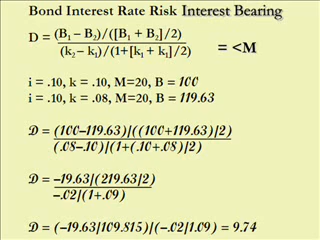 Bond Interest Rate Risk Interest Bearing
D = (B₁ – B₂)/([B₁ + B₂]/2)
(k₂ – k₁)/(1+[k₁ + k₁]/2)
= <M
i = .10, k = .10, M=20, B = 100
i = .10, k = .08, M=20, B = 119.63
D = (100–119.63)/((100+119.63)/2)
(.08–.10)/(1+(.10+.08)/2)
D = –19.63/(219.63/2)
–.02/(1+.09)
D = (–19.63/109.815)/(–.02/1.09) = 9.74